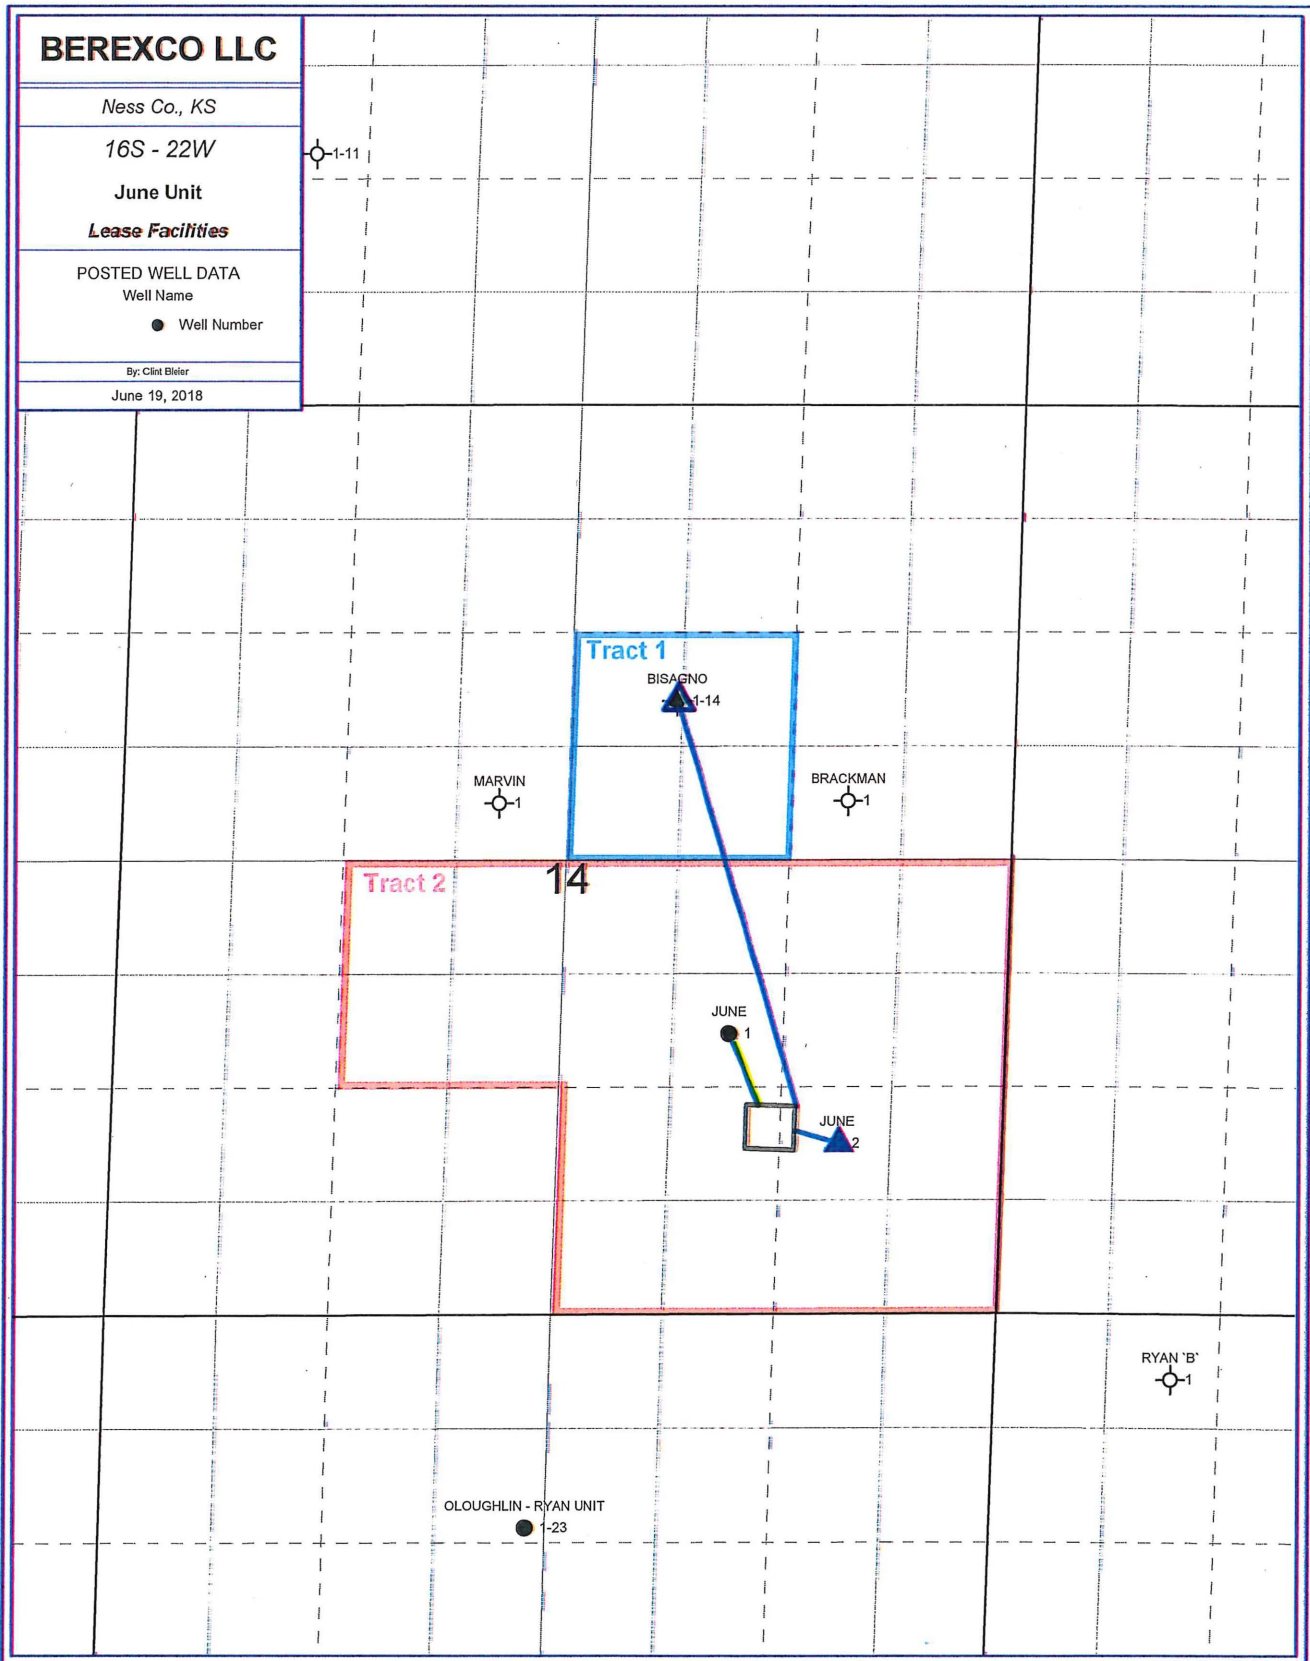 BEREXCO LLC
Ness Co., KS
16S - 22W
June Unit
Lease Facilities
POSTED WELL DATA
Well Name
Well Number
By: Clint Bleier
June 19, 2018
1-11
Tract 1
BISAGNO
1-14
MARVIN
1
BRACKMAN
1
Tract 2
14
JUNE
1
JUNE
2
RYAN `B`
1
OLOUGHLIN - RYAN UNIT
1-23